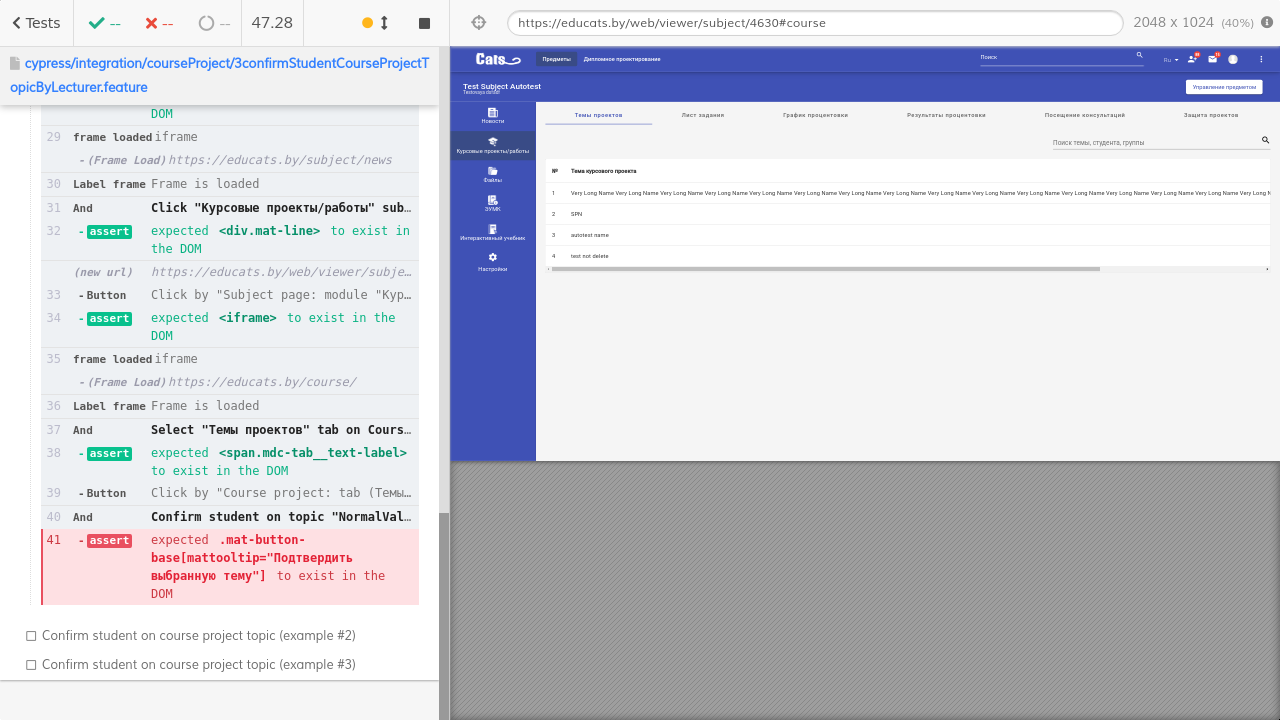 Tests
--
--
--
47.28
https://educats.by/web/viewer/subject/4630#course
2048 x 1024 (40%)
cypress/integration/courseProject/3confirmStudentCourseProjectT
opicByLecturer.feature
DOM
29 frame loaded iframe
-(Frame Load) https://educats.by/subject/news
30 Label frame Frame is loaded
31 And Click "Курсовые проекты/работы" sub…
32 -assert expected <div.mat-line> to exist in
the DOM
(new url) https://educats.by/web/viewer/subje…
33 -Button Click by "Subject page: module "Кур…
34 -assert expected <iframe> to exist in the
DOM
35 frame loaded iframe
-(Frame Load) https://educats.by/course/
36 Label frame Frame is loaded
37 And Select "Темы проектов" tab on Cours…
38 -assert expected <span.mdc-tab__text-label>
to exist in the DOM
39 -Button Click by "Course project: tab (Темы…
40 And Confirm student on topic "NormalVal…
41 -assert expected .mat-button-
base[mattooltip="Подтвердить
выбранную тему"] to exist in the
DOM
Confirm student on course project topic (example #2)
Confirm student on course project topic (example #3)
Cats
Предметы Дипломное проектирование Поиск Ru
Test Subject Autotest
Управление предметом
Новости
Курсовые проекты/работы
Файлы
ЭУМК
Интерактивный учебник
Настройки
Темы проектов Лист задания График процентовки Результаты процентовки Посещение консультаций Защита проектов
Поиск темы, студента, группы
№ Тема курсового проекта
1 Very Long Name Very Long Name Very Long Name Very Long Name Very Long Name Very Long Name Very Long Name Very Long Name Very Long Name Very Long Name Very Long Name Very Long Name Very Long Name Very Long Name Very Long Name Very Long N
2 SPN
3 autotest name
4 test not delete